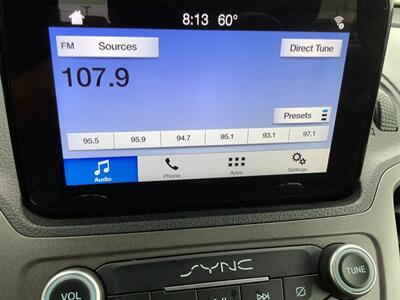 8:13 60°
FM Sources Direct Tune
107.9
Presets
95.5 95.9 94.7 95.1 93.1 97.1
Audio Phone Apps Settings
SYNC
VOL TUNE